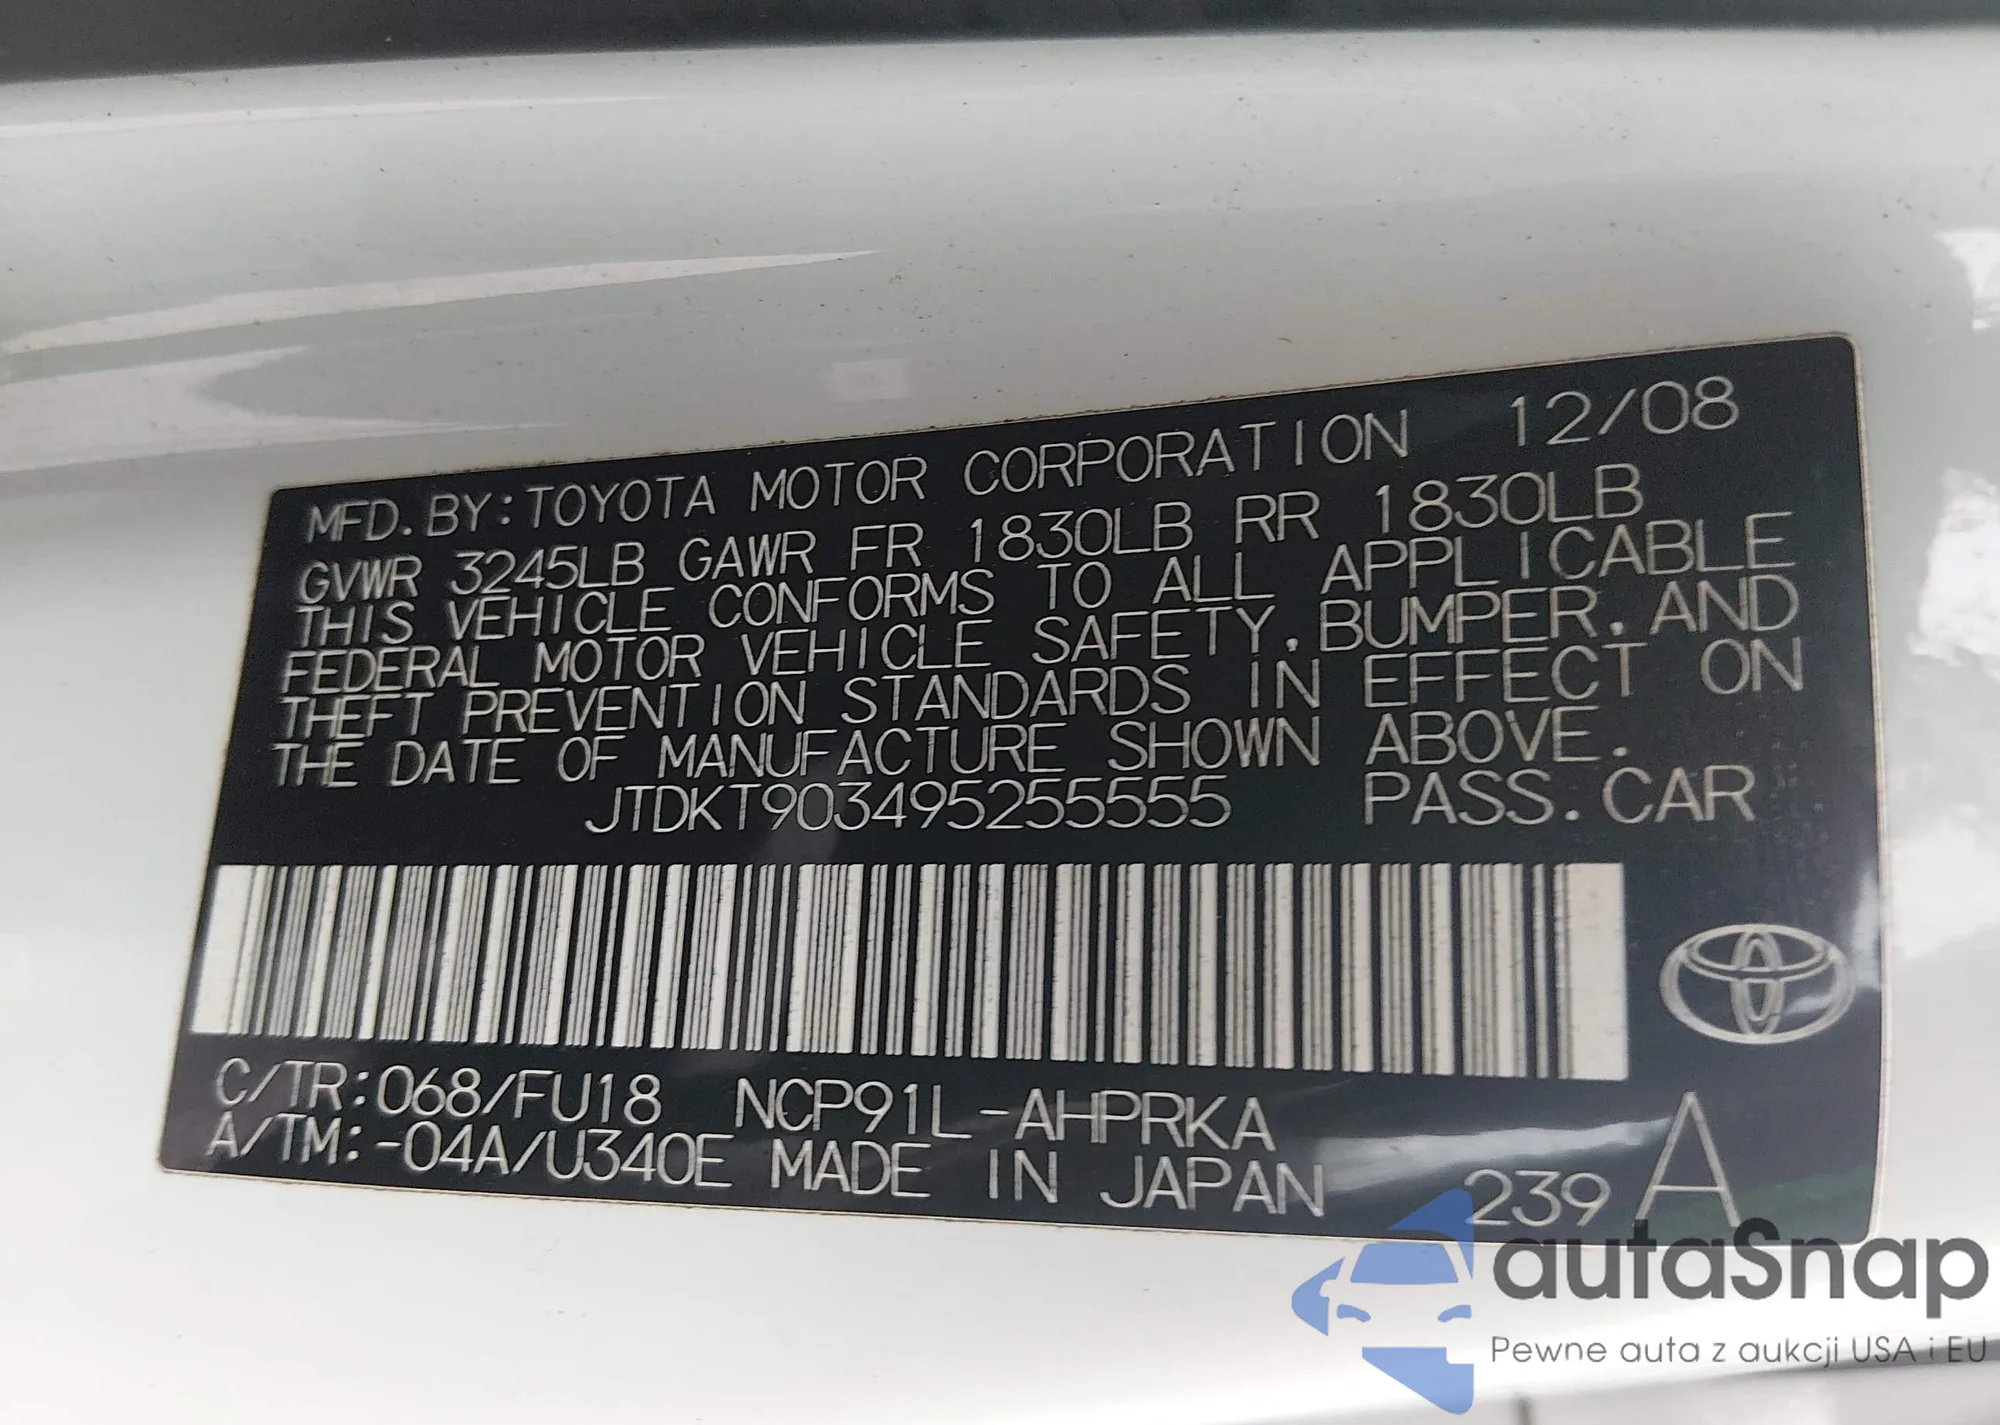 MFD.BY:TOYOTA MOTOR CORPORATION 12/08
GVWR 3245LB GAWR FR 1830LB RR 1830LB
THIS VEHICLE CONFORMS TO ALL APPLICABLE
FEDERAL MOTOR VEHICLE SAFETY,BUMPER,AND
THEFT PREVENTION STANDARDS IN EFFECT ON
THE DATE OF MANUFACTURE SHOWN ABOVE.
JTDKT903495255555 PASS.CAR
C/TR:068/FU18 NCP91L-AHPRKA
A/TM:-04A/U340E MADE IN JAPAN 239 A
autaSnap
Pewne auta z aukcji USA i EU